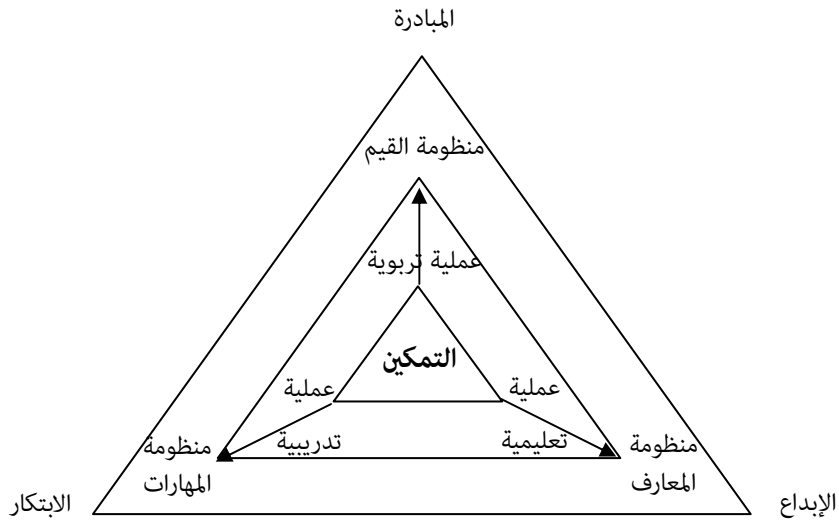 المبادرة
منظومة القيم
عملية تربوية
التمكين
عملية
تعليمية
عملية
تدريبية
منظومة
المعارف
منظومة
المهارات
الإبداع
الابتكار